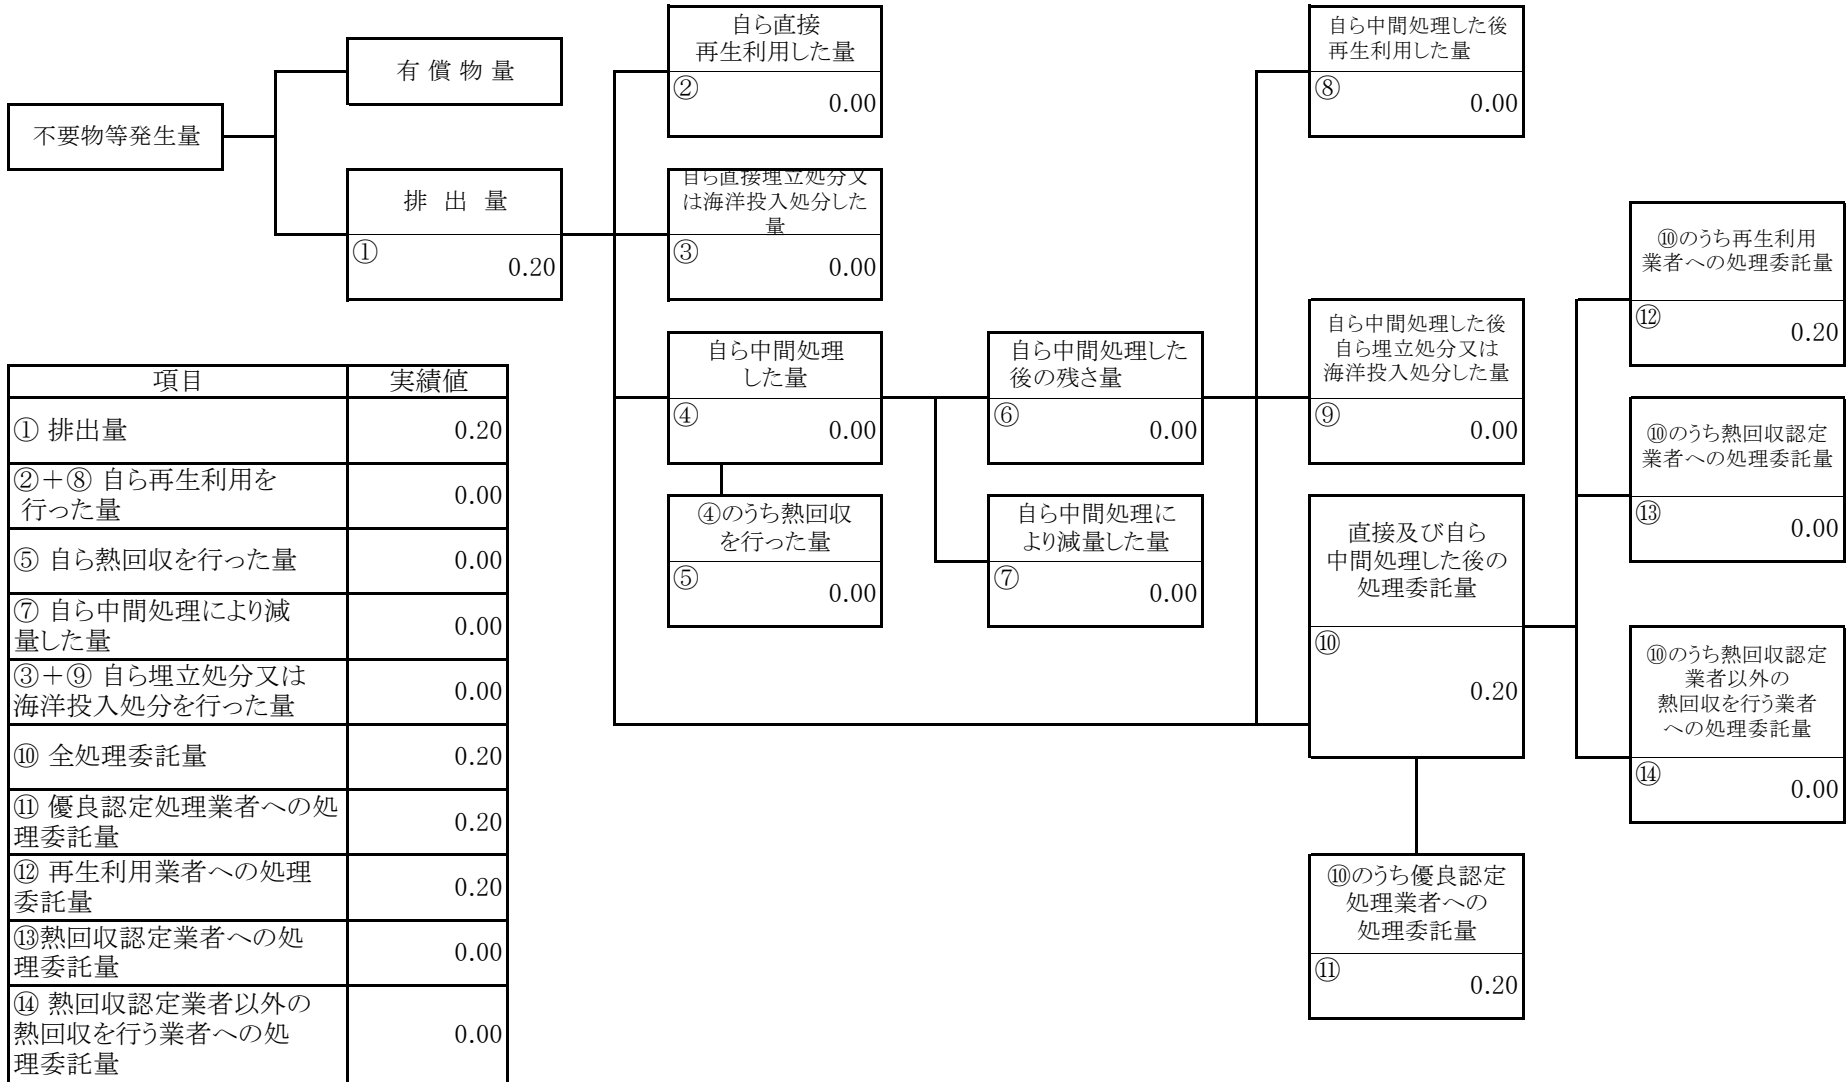 不要物等発生量
有償物量
排出量
①
0.20
自ら直接
再生利用した量
②
0.00
自ら直接埋立処分又
は海洋投入処分した
量
③
0.00
自ら中間処理
した量
④
0.00
④のうち熱回収
を行った量
⑤
0.00
自ら中間処理した
後の残さ量
⑥
0.00
自ら中間処理に
より減量した量
⑦
0.00
自ら中間処理した後
再生利用した量
⑧
0.00
自ら中間処理した後
自ら埋立処分又は
海洋投入処分した量
⑨
0.00
直接及び自ら
中間処理した後の
処理委託量
⑩
0.20
⑩のうち優良認定
処理業者への
処理委託量
⑪
0.20
⑩のうち再生利用
業者への処理委託量
⑫
0.20
⑩のうち熱回収認定
業者への処理委託量
⑬
0.00
⑩のうち熱回収認定
業者以外の
熱回収を行う業者
への処理委託量
⑭
0.00
項目 実績値
① 排出量 0.20
②＋⑧ 自ら再生利用を
行った量 0.00
⑤ 自ら熱回収を行った量 0.00
⑦ 自ら中間処理により減
量した量 0.00
③＋⑨ 自ら埋立処分又は
海洋投入処分を行った量 0.00
⑩ 全処理委託量 0.20
⑪ 優良認定処理業者への処
理委託量 0.20
⑫ 再生利用業者への処理
委託量 0.20
⑬熱回収認定業者への処
理委託量 0.00
⑭ 熱回収認定業者以外の
熱回収を行う業者への処
理委託量 0.00